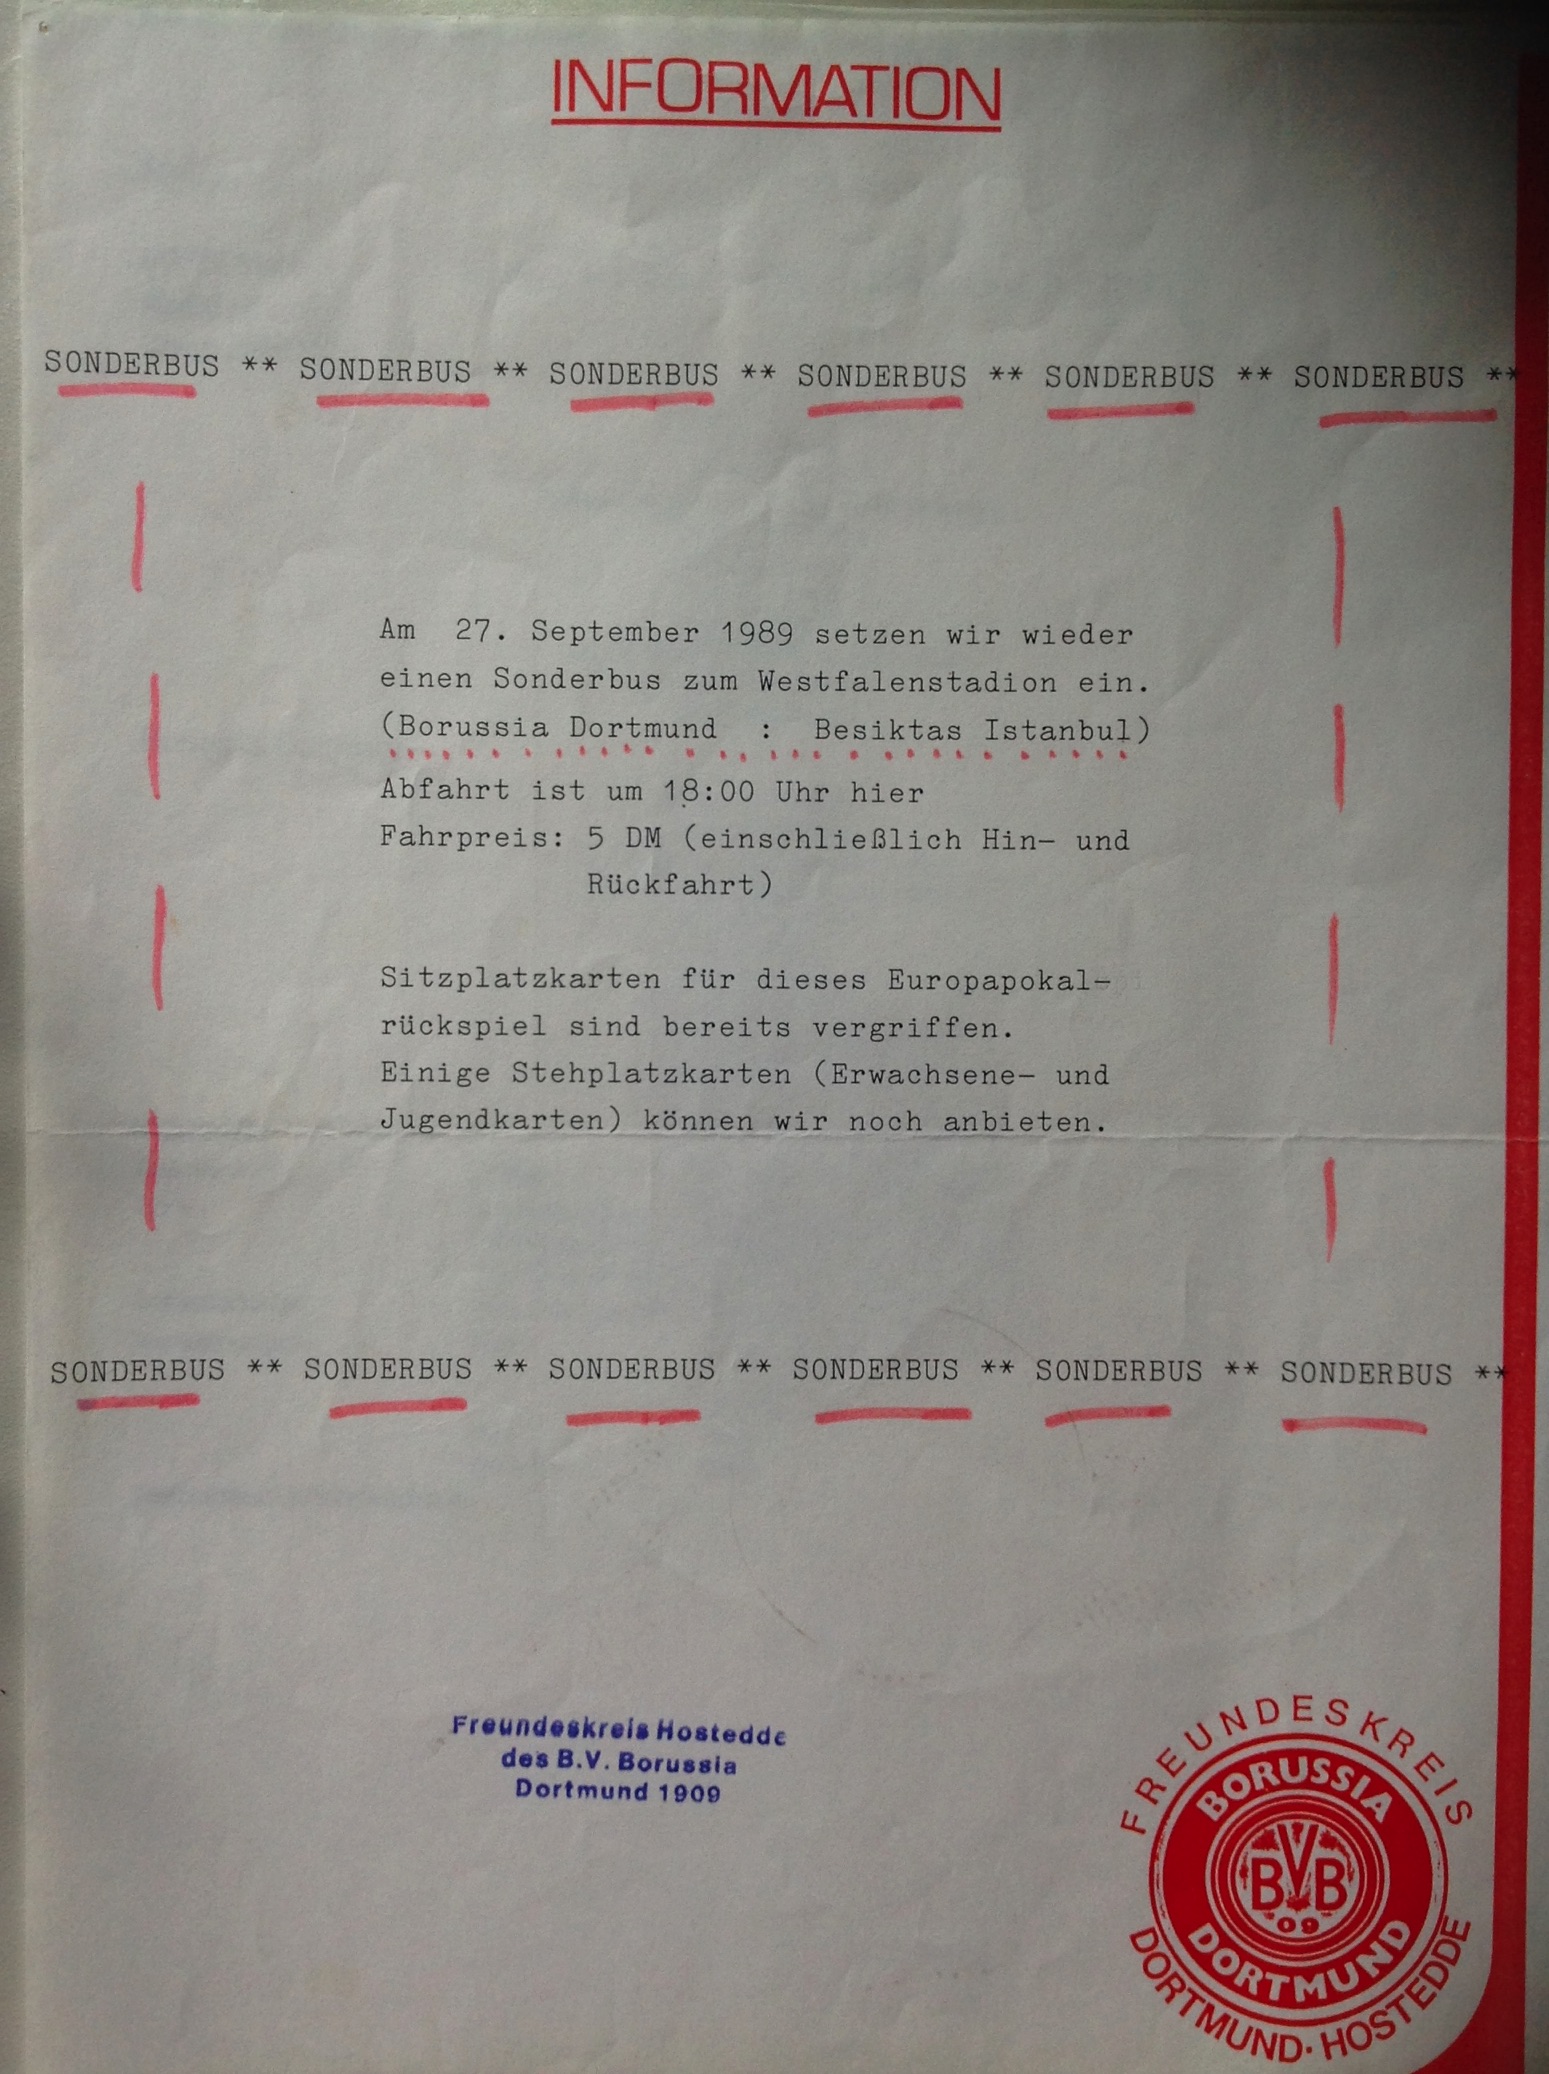 INFORMATION
SONDERBUS ** SONDERBUS ** SONDERBUS ** SONDERBUS ** SONDERBUS ** SONDERBUS **
Am 27. September 1989 setzen wir wieder
einen Sonderbus zum Westfalenstadion ein.
(Borussia Dortmund : Besiktas Istanbul)
Abfahrt ist um 18:00 Uhr hier
Fahrpreis: 5 DM (einschließlich Hin- und
Rückfahrt)
Sitzplatzkarten für dieses Europapokal-
rückspiel sind bereits vergriffen.
Einige Stehplatzkarten (Erwachsene- und
Jugendkarten) können wir noch anbieten.
SONDERBUS ** SONDERBUS ** SONDERBUS ** SONDERBUS ** SONDERBUS ** SONDERBUS **
Freundeskreis Hostedde
des B.V. Borussia
Dortmund 1909
FREUNDESKREIS
BORUSSIA
BVB
09
DORTMUND
DORTMUND·HOSTEDDE